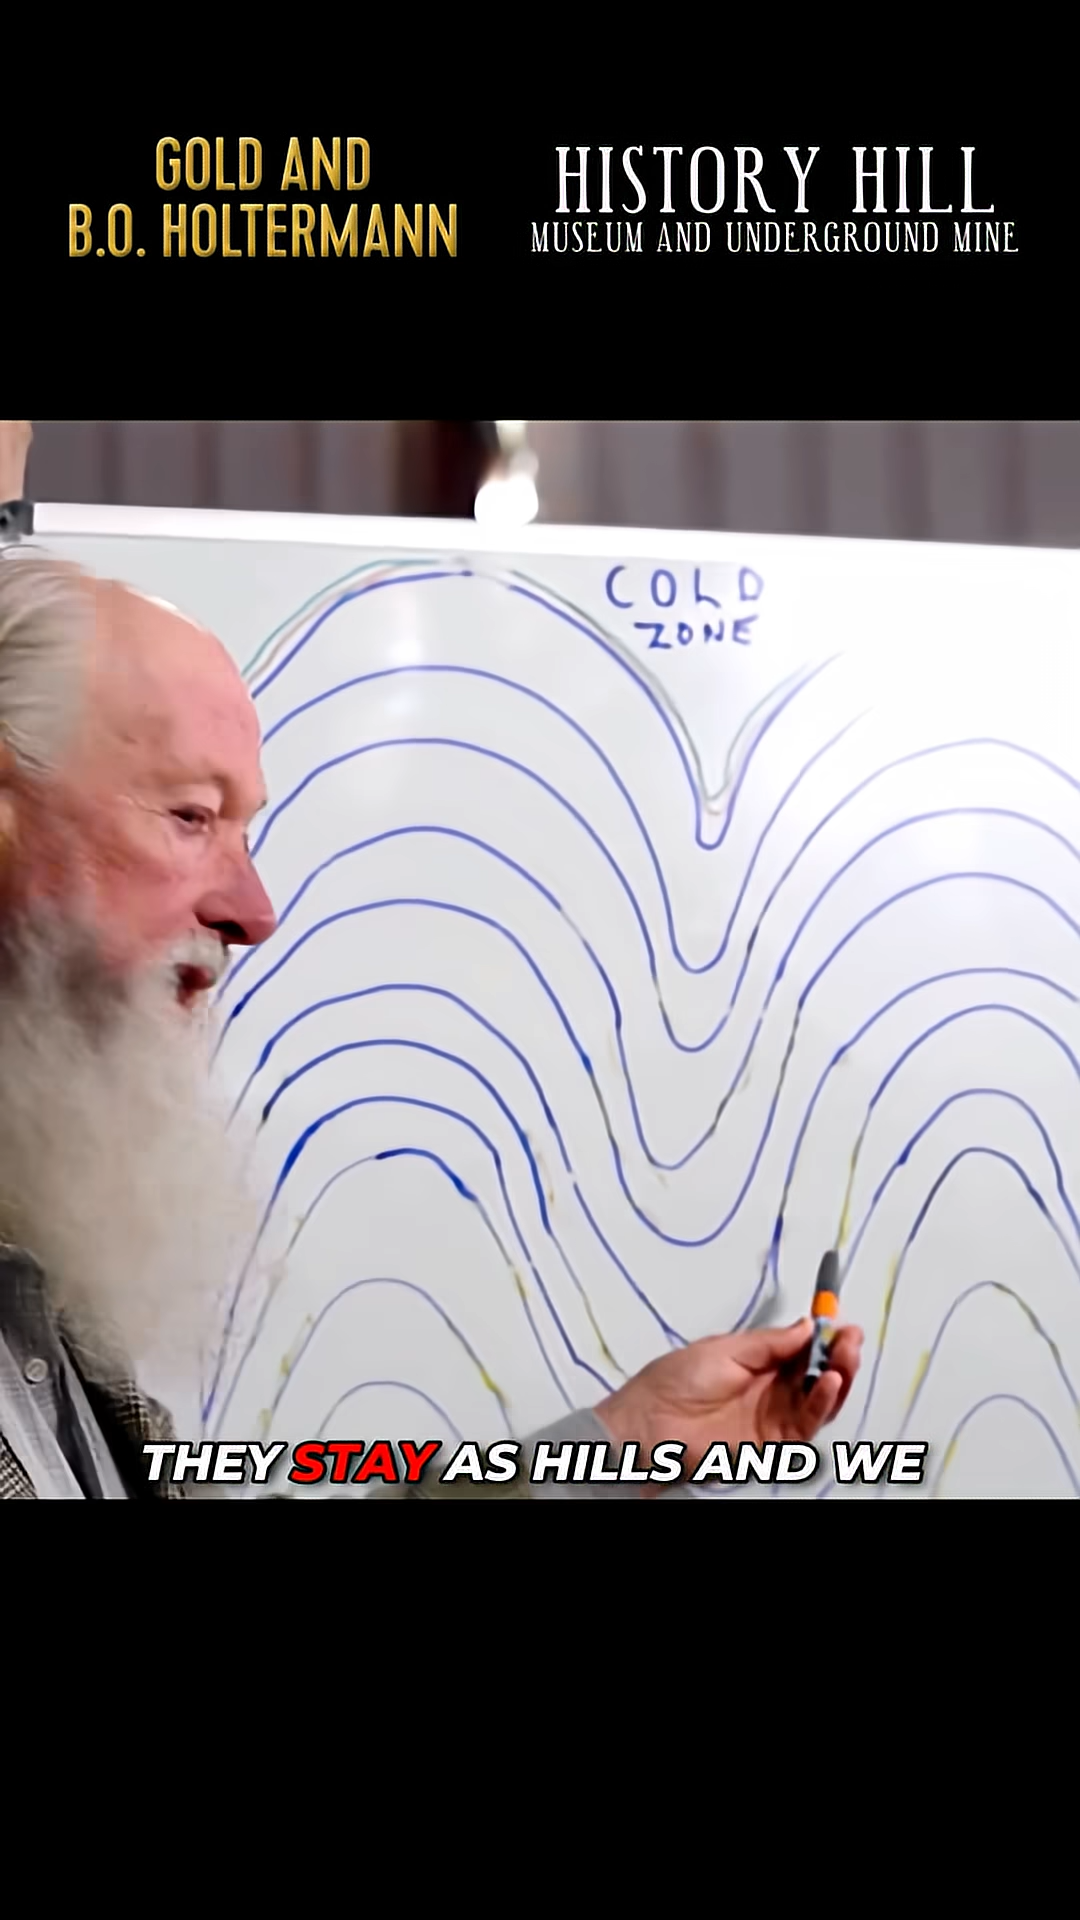 GOLD AND
B.O. HOLTERMANN
HISTORY HILL
MUSEUM AND UNDERGROUND MINE
COLD
ZONE
THEY STAY AS HILLS AND WE